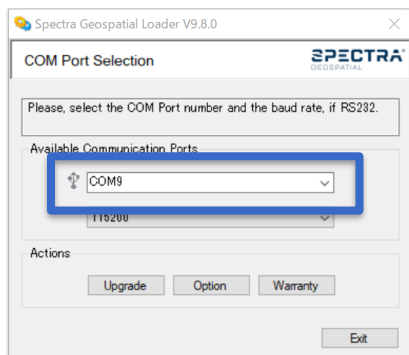 Spectra Geospatial Loader V9.8.0
COM Port Selection
SPECTRA
GEOSPATIAL
Please, select the COM Port number and the baud rate, if RS232.
Available Communication Ports
COM9
115200
Actions
Upgrade Option Warranty
Exit